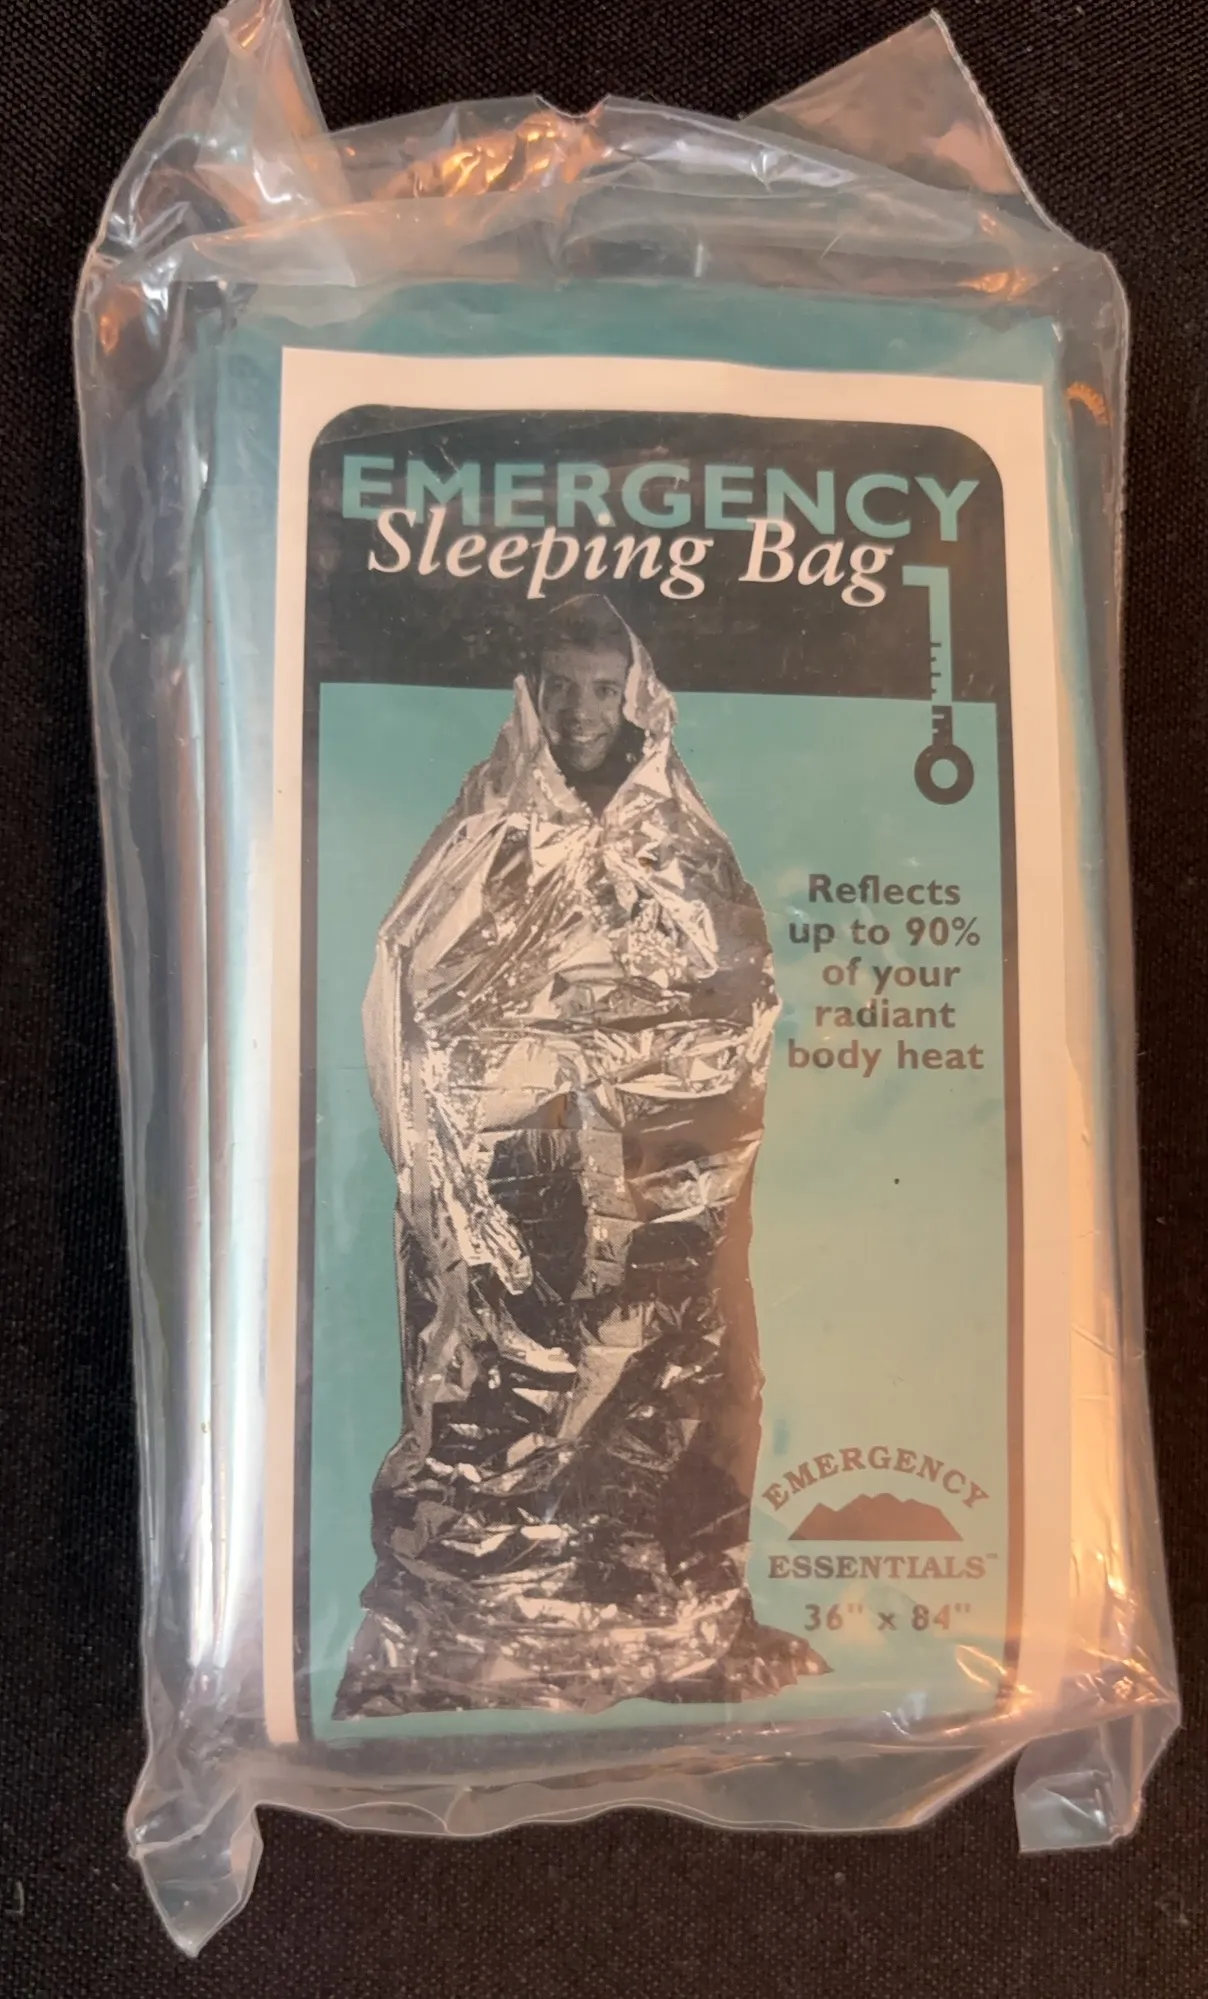 EMERGENCY
Sleeping Bag
Reflects
up to 90%
of your
radiant
body heat
EMERGENCY
ESSENTIALS™
36" x 84"